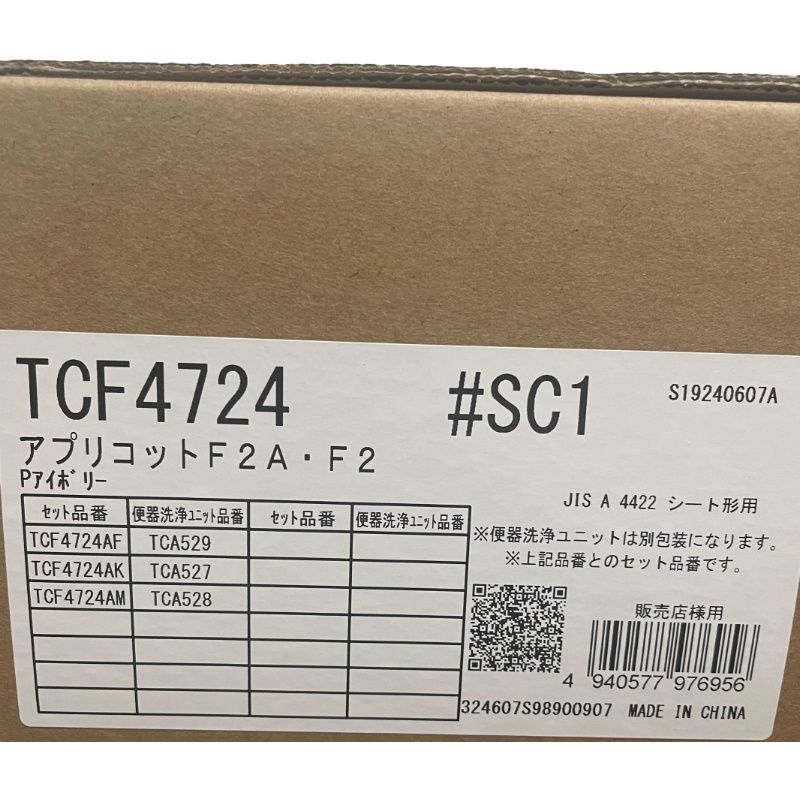 TCF4724 #SC1 S19240607A
アプリコットF2A・F2
Pアイボリー
JIS A 4422 シート形用
セット品番 便器洗浄ユニット品番 セット品番 便器洗浄ユニット品番
TCF4724AF TCA529
TCF4724AK TCA527
TCF4724AM TCA528
※便器洗浄ユニットは別包装になります。
※上記品番とのセット品番です。
販売店様用
4 940577 976956
324607S98900907 MADE IN CHINA